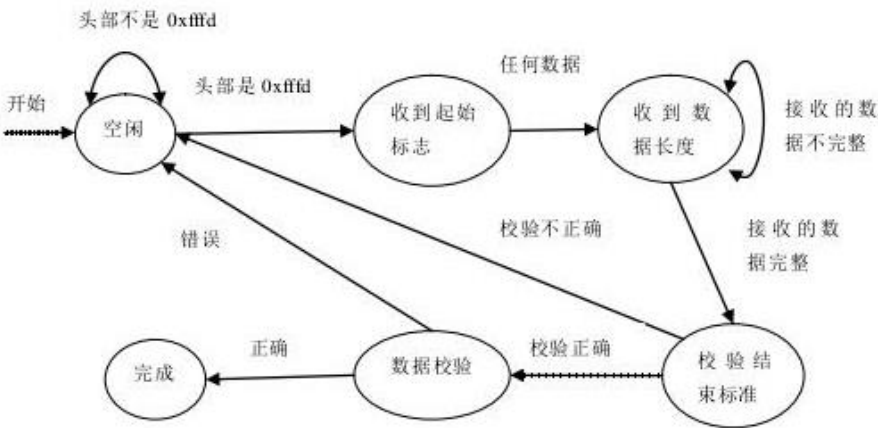 头部不是 0xfffd
开始
空闲
头部是 0xfffd
收到起始
标志
任何数据
收到数
据长度
接收的数
据不完整
错误
校验不正确
接收的数
据完整
完成
正确
数据校验
校验正确
校验结
束标准